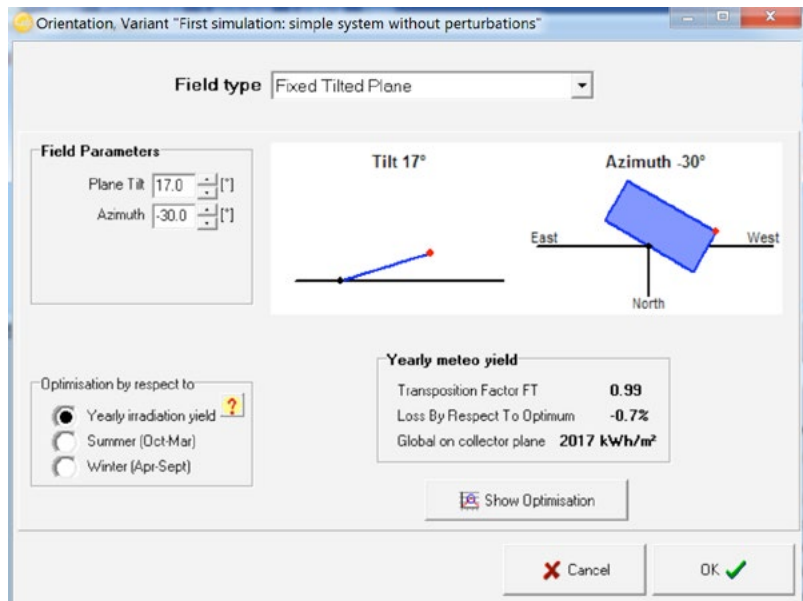 Orientation, Variant "First simulation: simple system without perturbations"
Field type Fixed Tilted Plane
Field Parameters
Plane Tilt 17.0 [°]
Azimuth -30.0 [°]
Tilt 17°
Azimuth -30°
East
West
North
Optimisation by respect to
Yearly irradiation yield ?
Summer (Oct-Mar)
Winter (Apr-Sept)
Yearly meteo yield
Transposition Factor FT 0.99
Loss By Respect To Optimum -0.7%
Global on collector plane 2017 kWh/m²
Show Optimisation
Cancel
OK